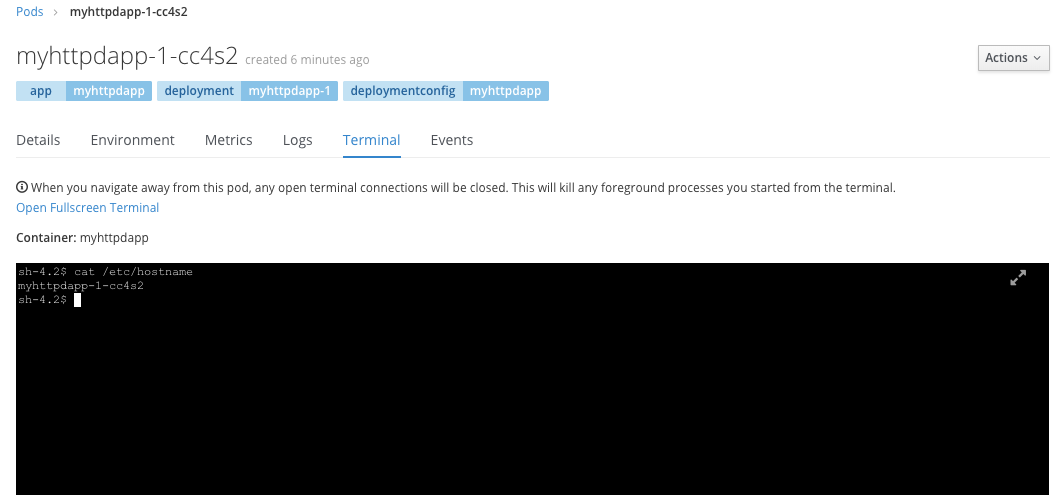 Pods > myhttpdapp-1-cc4s2
myhttpdapp-1-cc4s2 created 6 minutes ago
Actions
app myhttpdapp deployment myhttpdapp-1 deploymentconfig myhttpdapp
Details Environment Metrics Logs Terminal Events
When you navigate away from this pod, any open terminal connections will be closed. This will kill any foreground processes you started from the terminal.
Open Fullscreen Terminal
Container: myhttpdapp
sh-4.2$ cat /etc/hostname
myhttpdapp-1-cc4s2
sh-4.2$